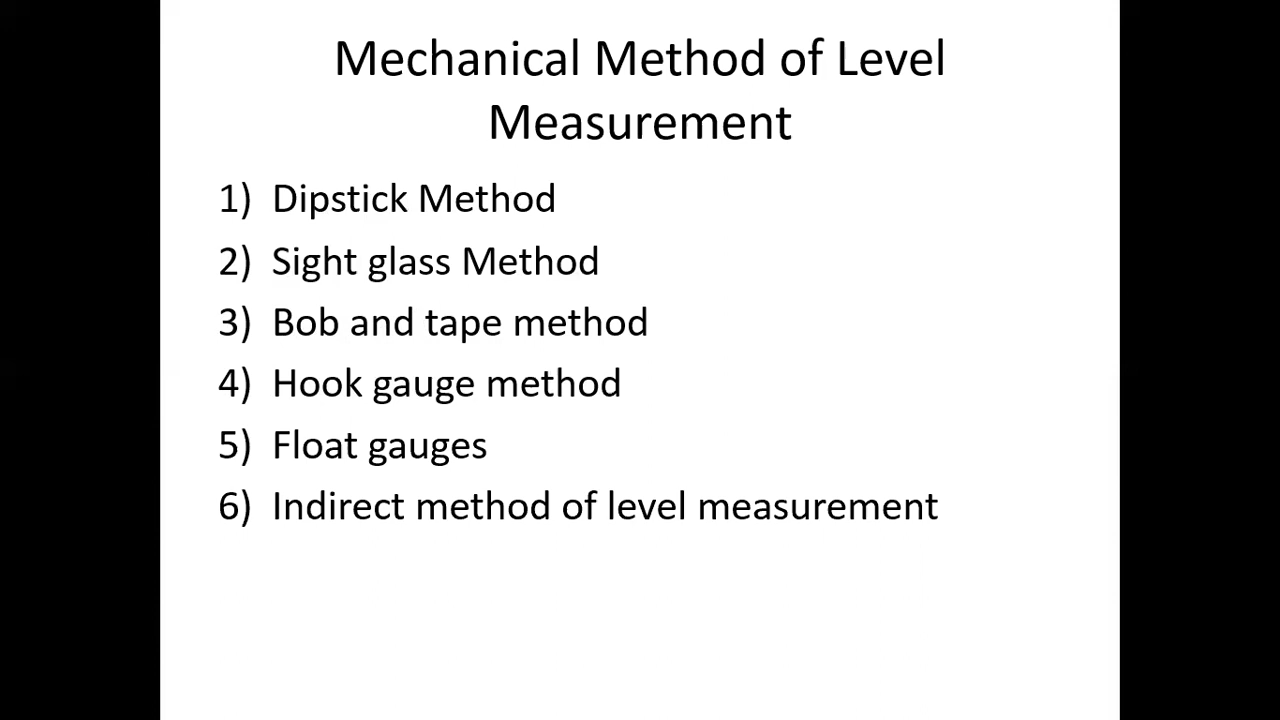 Mechanical Method of Level
Measurement
1) Dipstick Method
2) Sight glass Method
3) Bob and tape method
4) Hook gauge method
5) Float gauges
6) Indirect method of level measurement